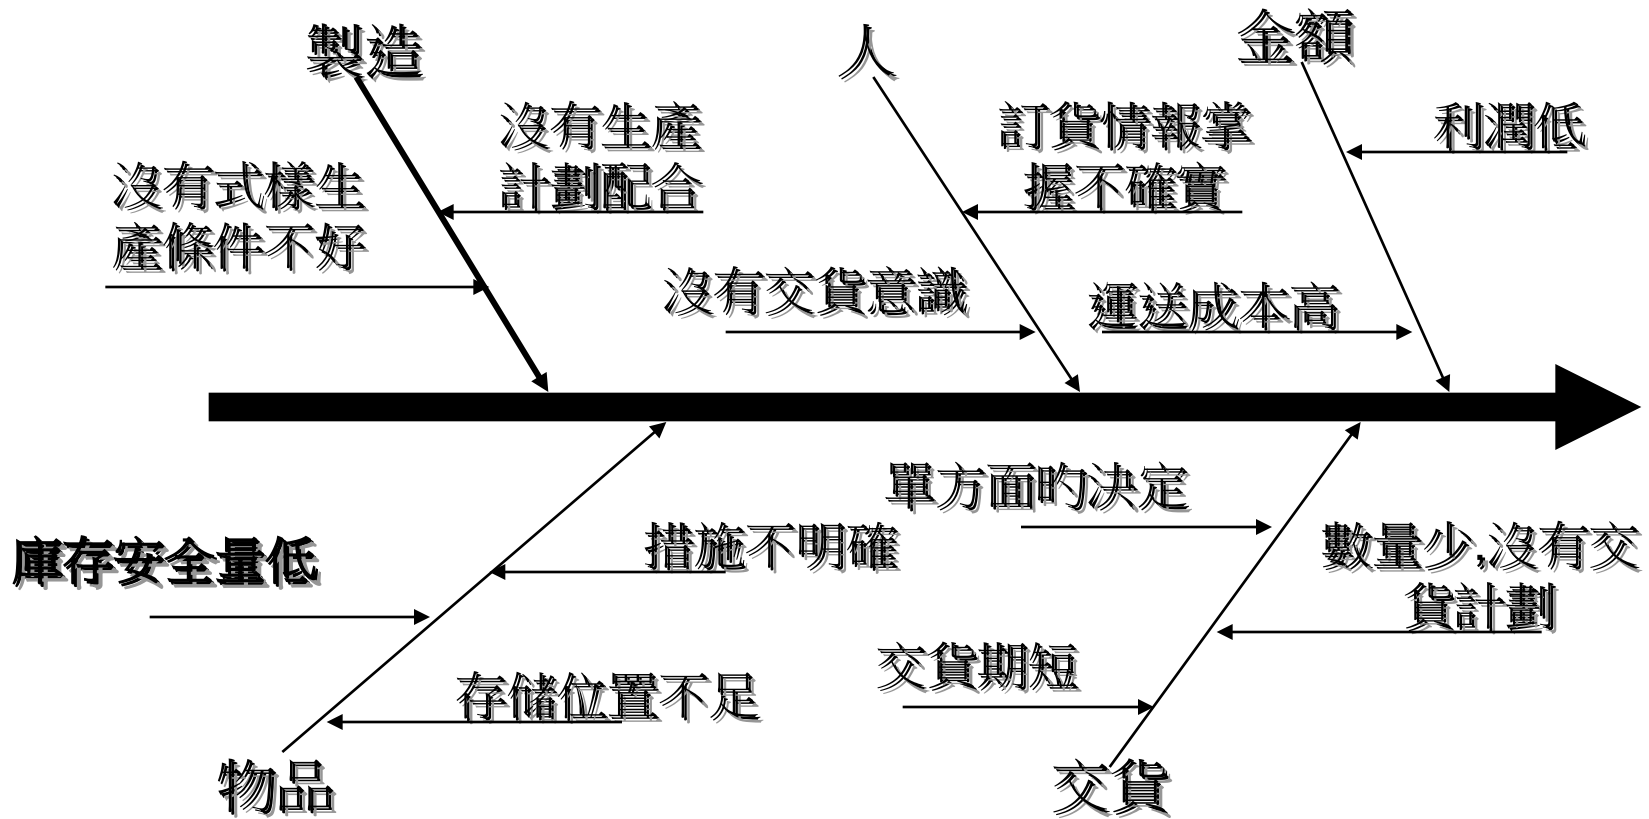 製造
人
金額
沒有生產
計劃配合
訂貨情報掌
握不確實
利潤低
沒有式樣生
產條件不好
沒有交貨意識
運送成本高
單方面旳決定
庫存安全量低
措施不明確
數量少,沒有交
貨計劃
交貨期短
存储位置不足
物品
交貨